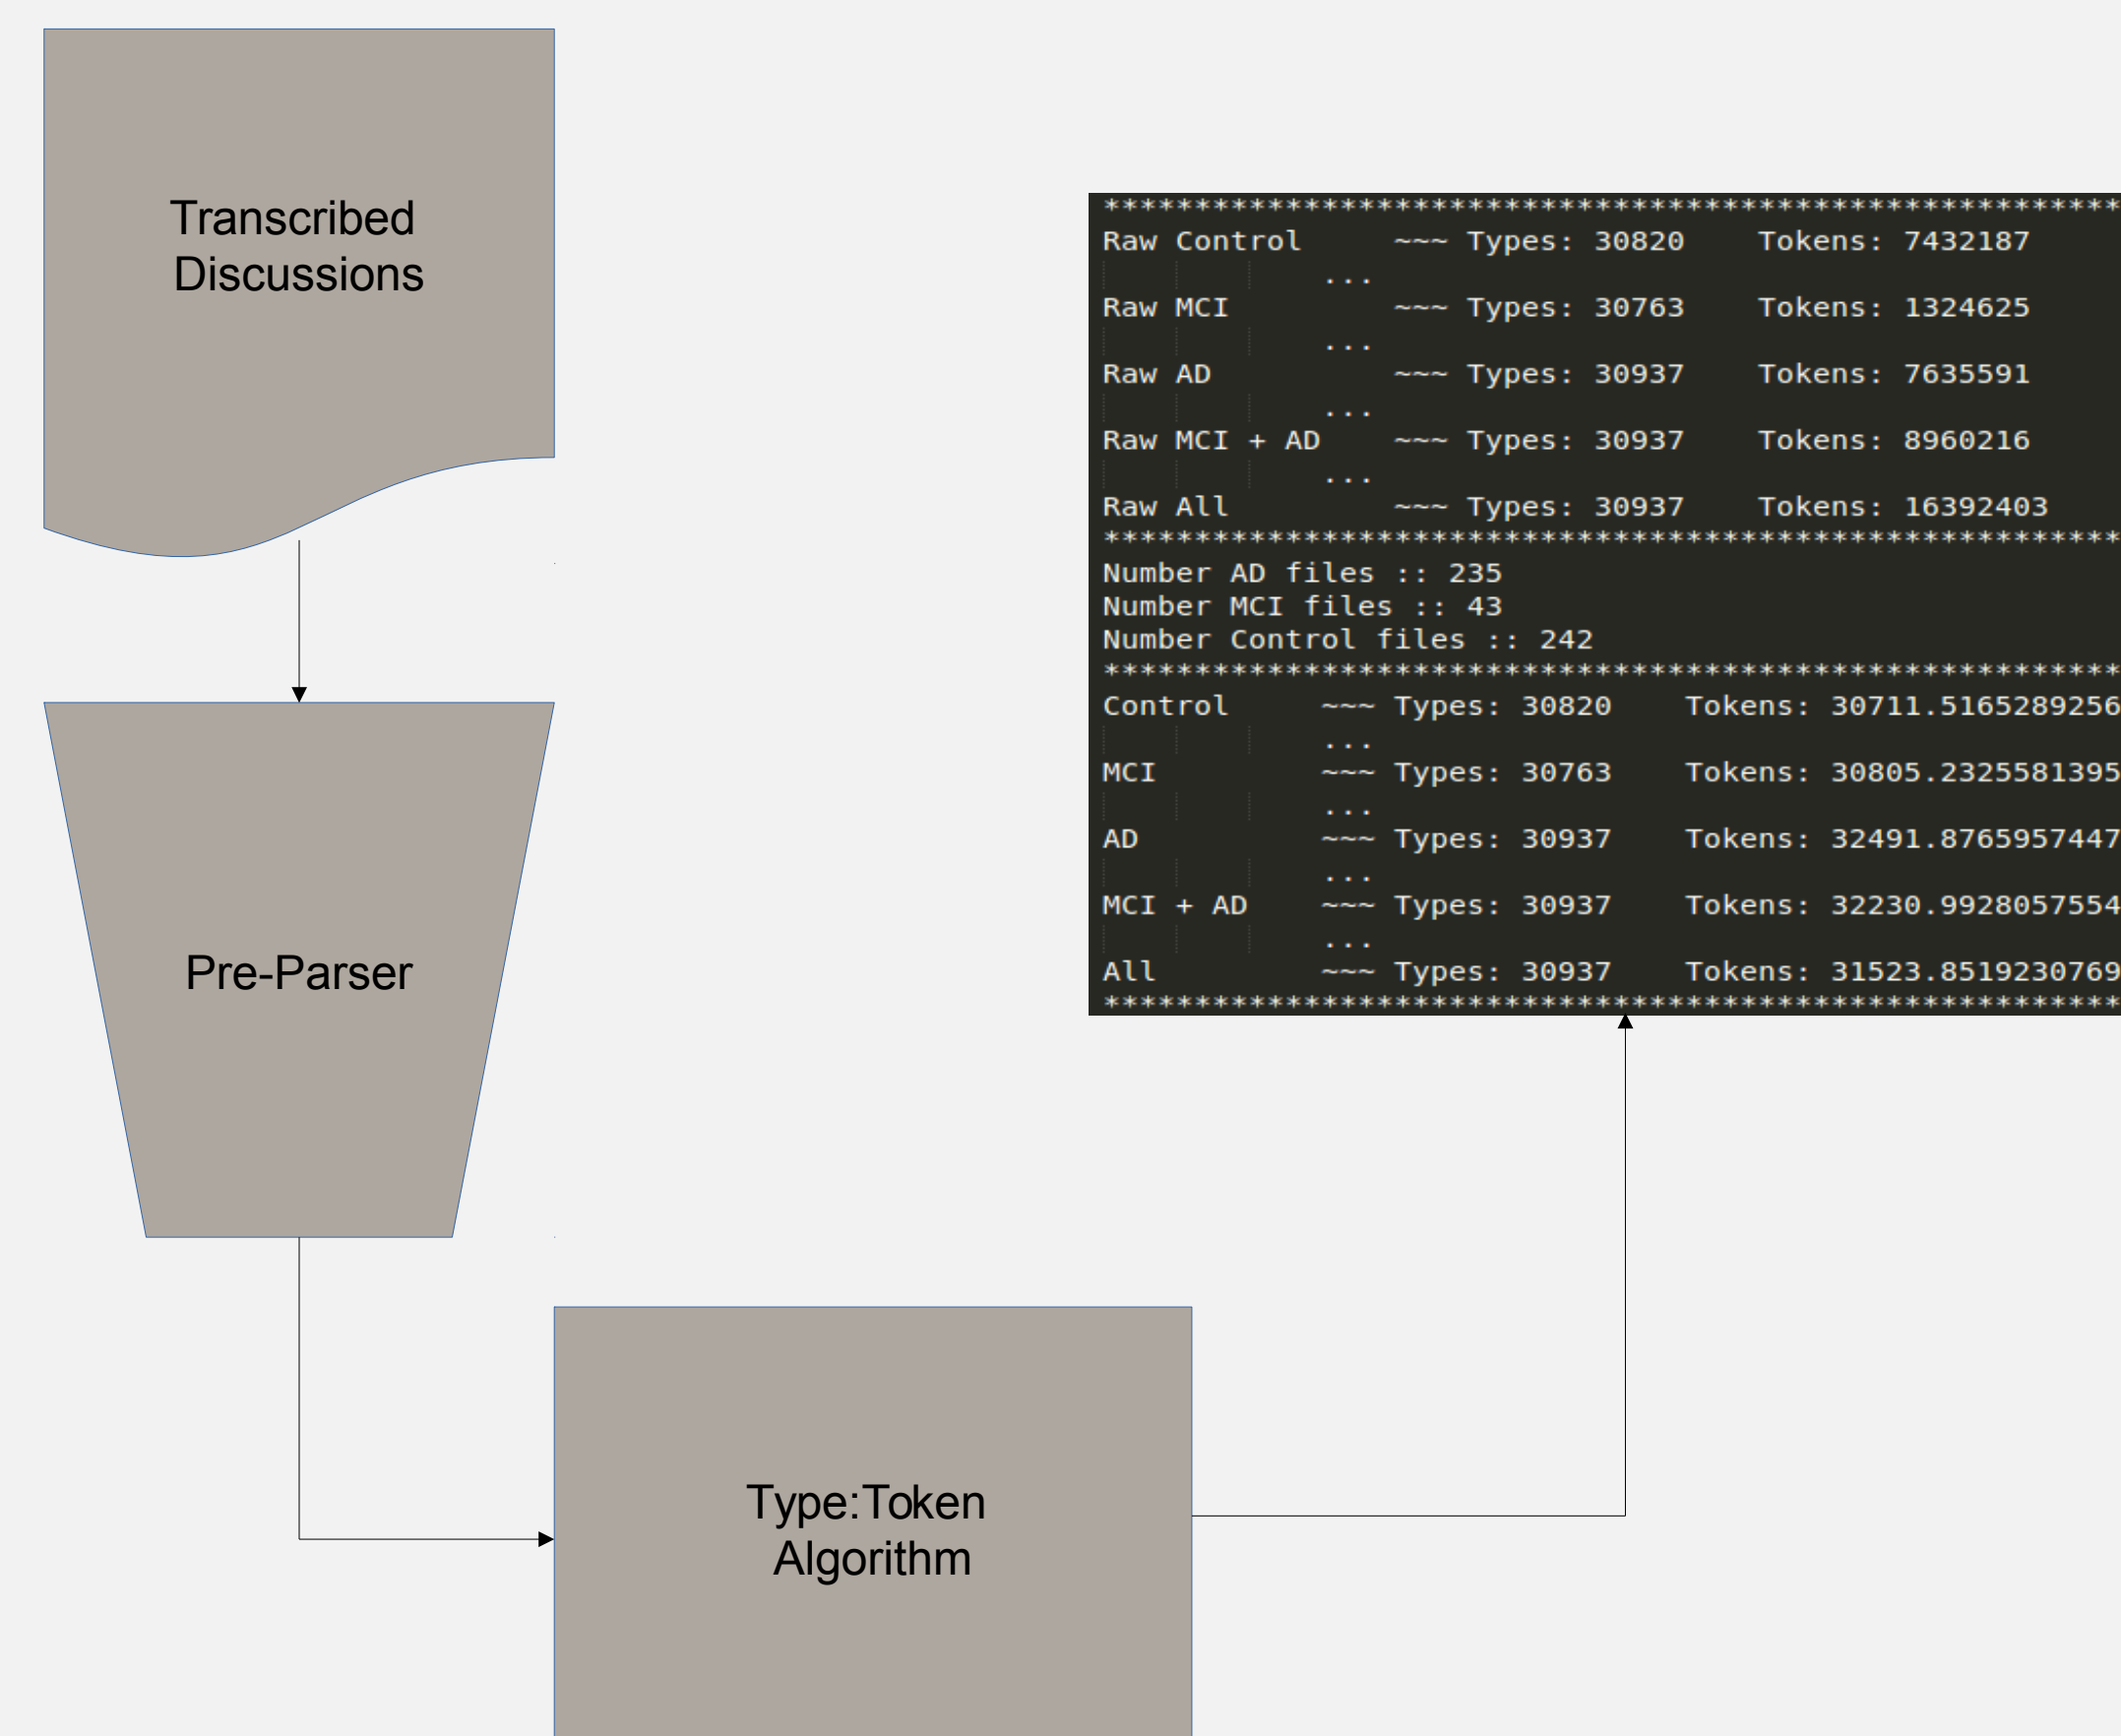 Transcribed
Discussions
Pre-Parser
Type:Token
Algorithm
********************************************************
Raw Control ~~~ Types: 30820 Tokens: 7432187
...
Raw MCI ~~~ Types: 30763 Tokens: 1324625
...
Raw AD ~~~ Types: 30937 Tokens: 7635591
...
Raw MCI + AD ~~~ Types: 30937 Tokens: 8960216
...
Raw All ~~~ Types: 30937 Tokens: 16392403
********************************************************
Number AD files :: 235
Number MCI files :: 43
Number Control files :: 242
********************************************************
Control ~~~ Types: 30820 Tokens: 30711.5165289256
...
MCI ~~~ Types: 30763 Tokens: 30805.2325581395
...
AD ~~~ Types: 30937 Tokens: 32491.8765957447
...
MCI + AD ~~~ Types: 30937 Tokens: 32230.9928057554
...
All ~~~ Types: 30937 Tokens: 31523.8519230769
********************************************************